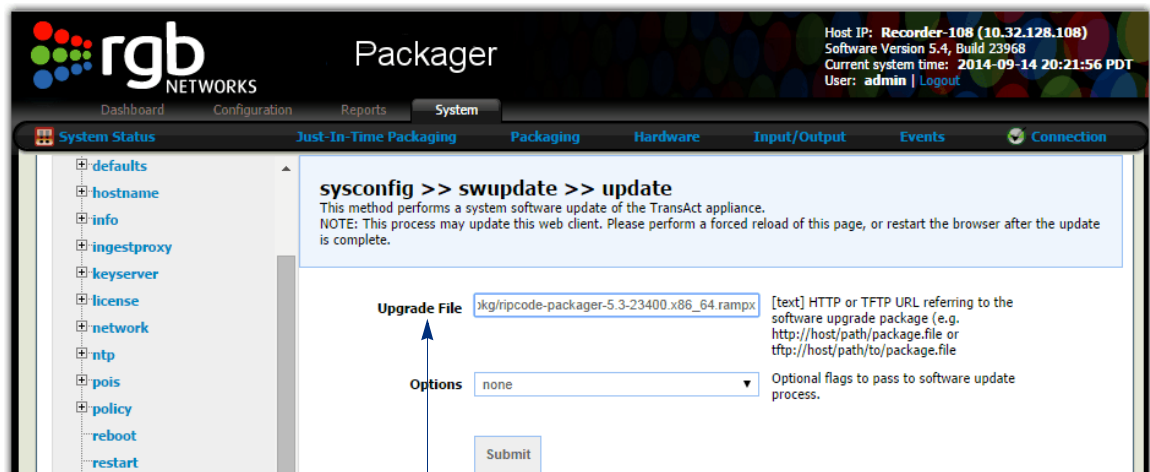 rgb
NETWORKS
Packager
Host IP: Recorder-108 (10.32.128.108)
Software Version 5.4, Build 23968
Current system time: 2014-09-14 20:21:56 PDT
User: admin | Logout
Dashboard Configuration Reports System
System Status Just-In-Time Packaging Packaging Hardware Input/Output Events Connection
defaults
hostname
info
ingestproxy
keyserver
license
network
ntp
pois
policy
reboot
restart
sysconfig >> swupdate >> update
This method performs a system software update of the TransAct appliance.
NOTE: This process may update this web client. Please perform a forced reload of this page, or restart the browser after the update
is complete.
Upgrade File
kg/ripcode-packager-5.3-23400.x86_64.rampx
[text] HTTP or TFTP URL referring to the
software upgrade package (e.g.
http://host/path/package.file or
tftp://host/path/to/package.file
Options
none
Optional flags to pass to software update
process.
Submit